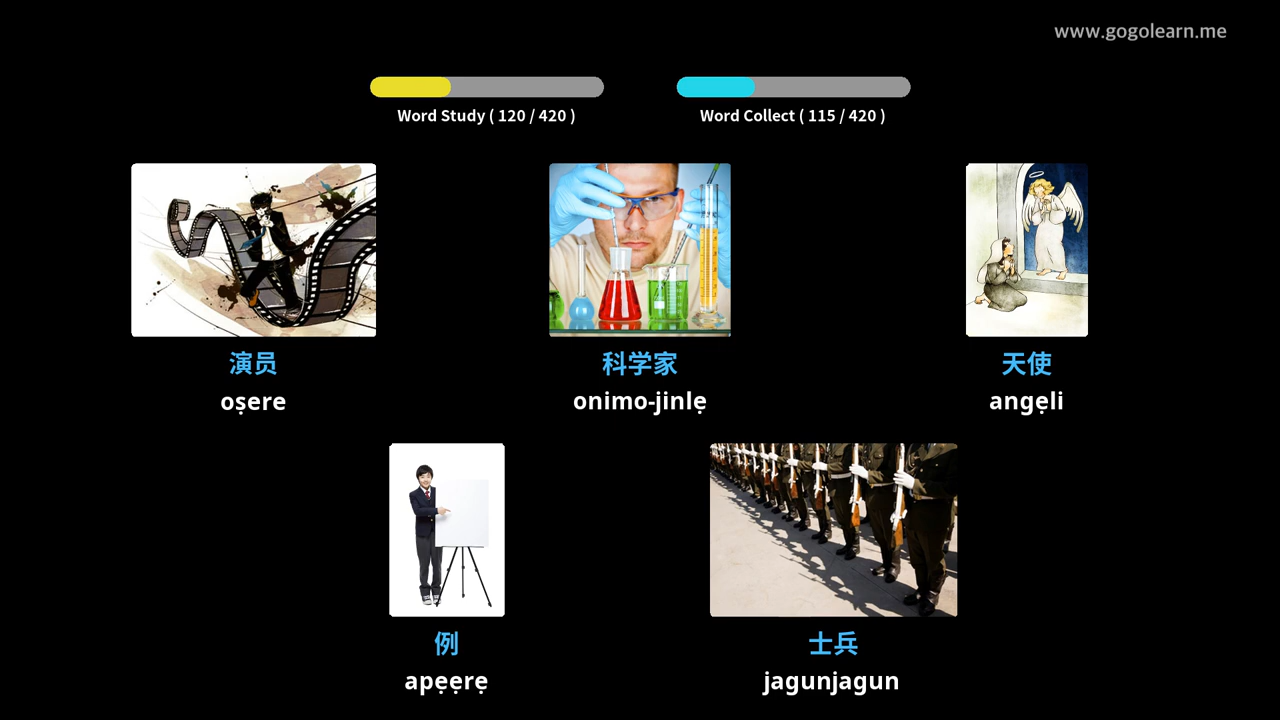 www.gogolearn.me
Word Study ( 120 / 420 )
Word Collect ( 115 / 420 )
演员
oṣere
科学家
onimo-jinlẹ
天使
angẹli
例
apẹẹrẹ
士兵
jagunjagun